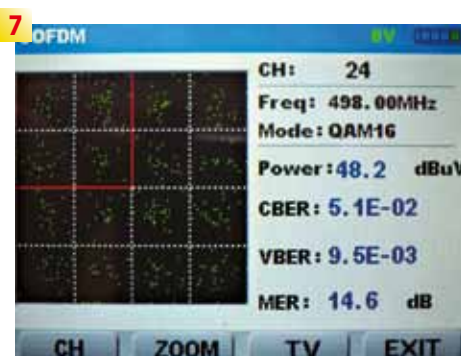 7
COFDM 8V
CH: 24
Freq: 498.00MHz
Mode: QAM16
Power: 48.2 dBuV
CBER: 5.1E-02
VBER: 9.5E-03
MER: 14.6 dB
CH ZOOM TV EXIT